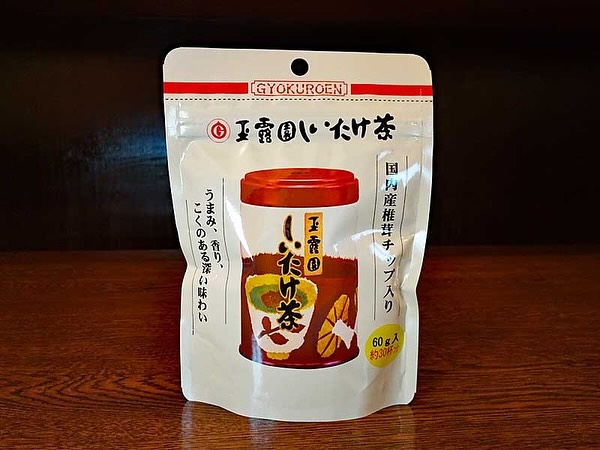 GYOKUROEN
G 玉露園しいたけ茶
国内産椎茸チップ入り
うまみ、香り、
こくのある深い味わい
玉露園
しいたけ茶
60g入
約30杯分